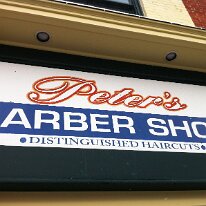 Peter's
ARBER SHO
• DISTINGUISHED HAIRCUTS •